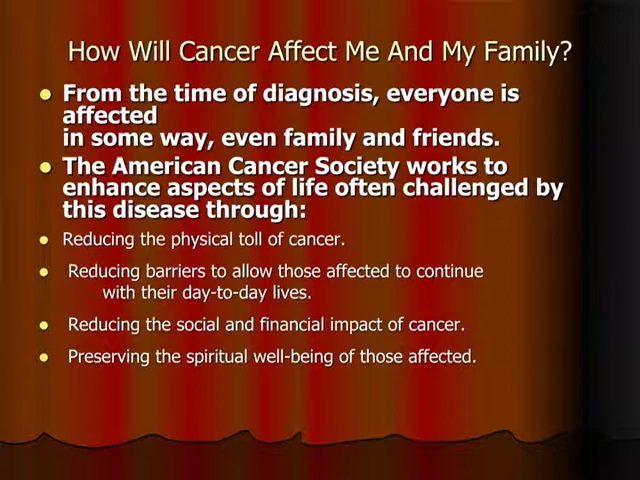 How Will Cancer Affect Me And My Family?
● From the time of diagnosis, everyone is
affected
in some way, even family and friends.
● The American Cancer Society works to
enhance aspects of life often challenged by
this disease through:
● Reducing the physical toll of cancer.
● Reducing barriers to allow those affected to continue
with their day-to-day lives.
● Reducing the social and financial impact of cancer.
● Preserving the spiritual well-being of those affected.